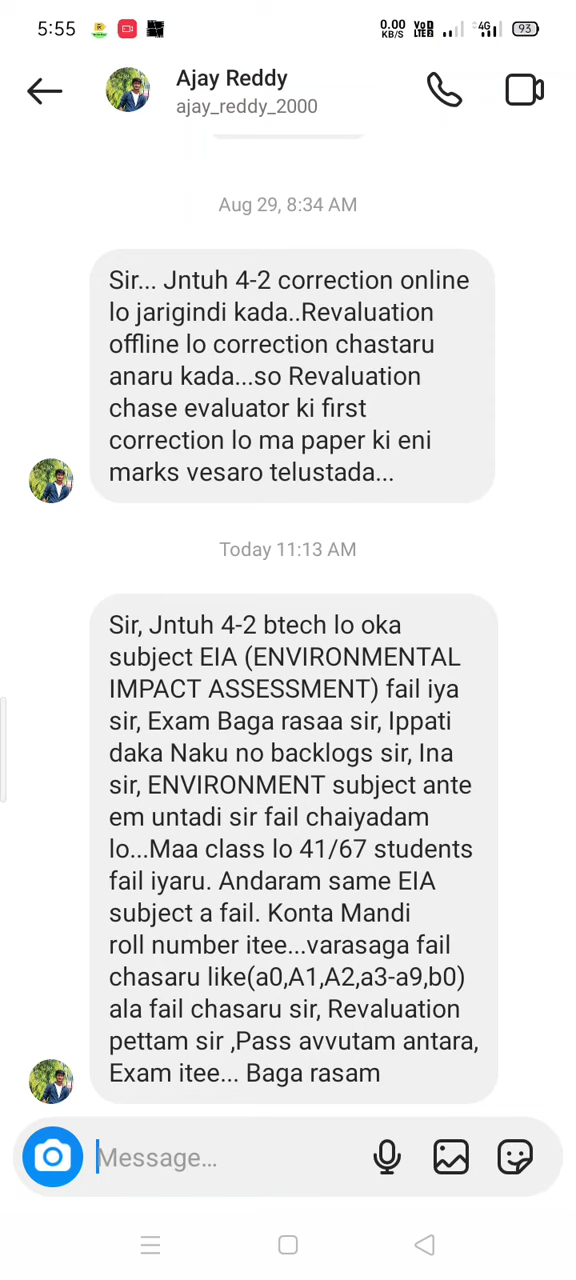 5:55
0.00
KB/S
VoD
LTE2
4G
93
Ajay Reddy
ajay_reddy_2000
Aug 29, 8:34 AM
Sir... Jntuh 4-2 correction online
lo jarigindi kada..Revaluation
offline lo correction chastaru
anaru kada...so Revaluation
chase evaluator ki first
correction lo ma paper ki eni
marks vesaro telustada...
Today 11:13 AM
Sir, Jntuh 4-2 btech lo oka
subject EIA (ENVIRONMENTAL
IMPACT ASSESSMENT) fail iya
sir, Exam Baga rasaa sir, Ippati
daka Naku no backlogs sir, Ina
sir, ENVIRONMENT subject ante
em untadi sir fail chaiyadam
lo...Maa class lo 41/67 students
fail iyaru. Andaram same EIA
subject a fail. Konta Mandi
roll number itee...varasaga fail
chasaru like(a0,A1,A2,a3-a9,b0)
ala fail chasaru sir, Revaluation
pettam sir ,Pass avvutam antara,
Exam itee... Baga rasam
Message...